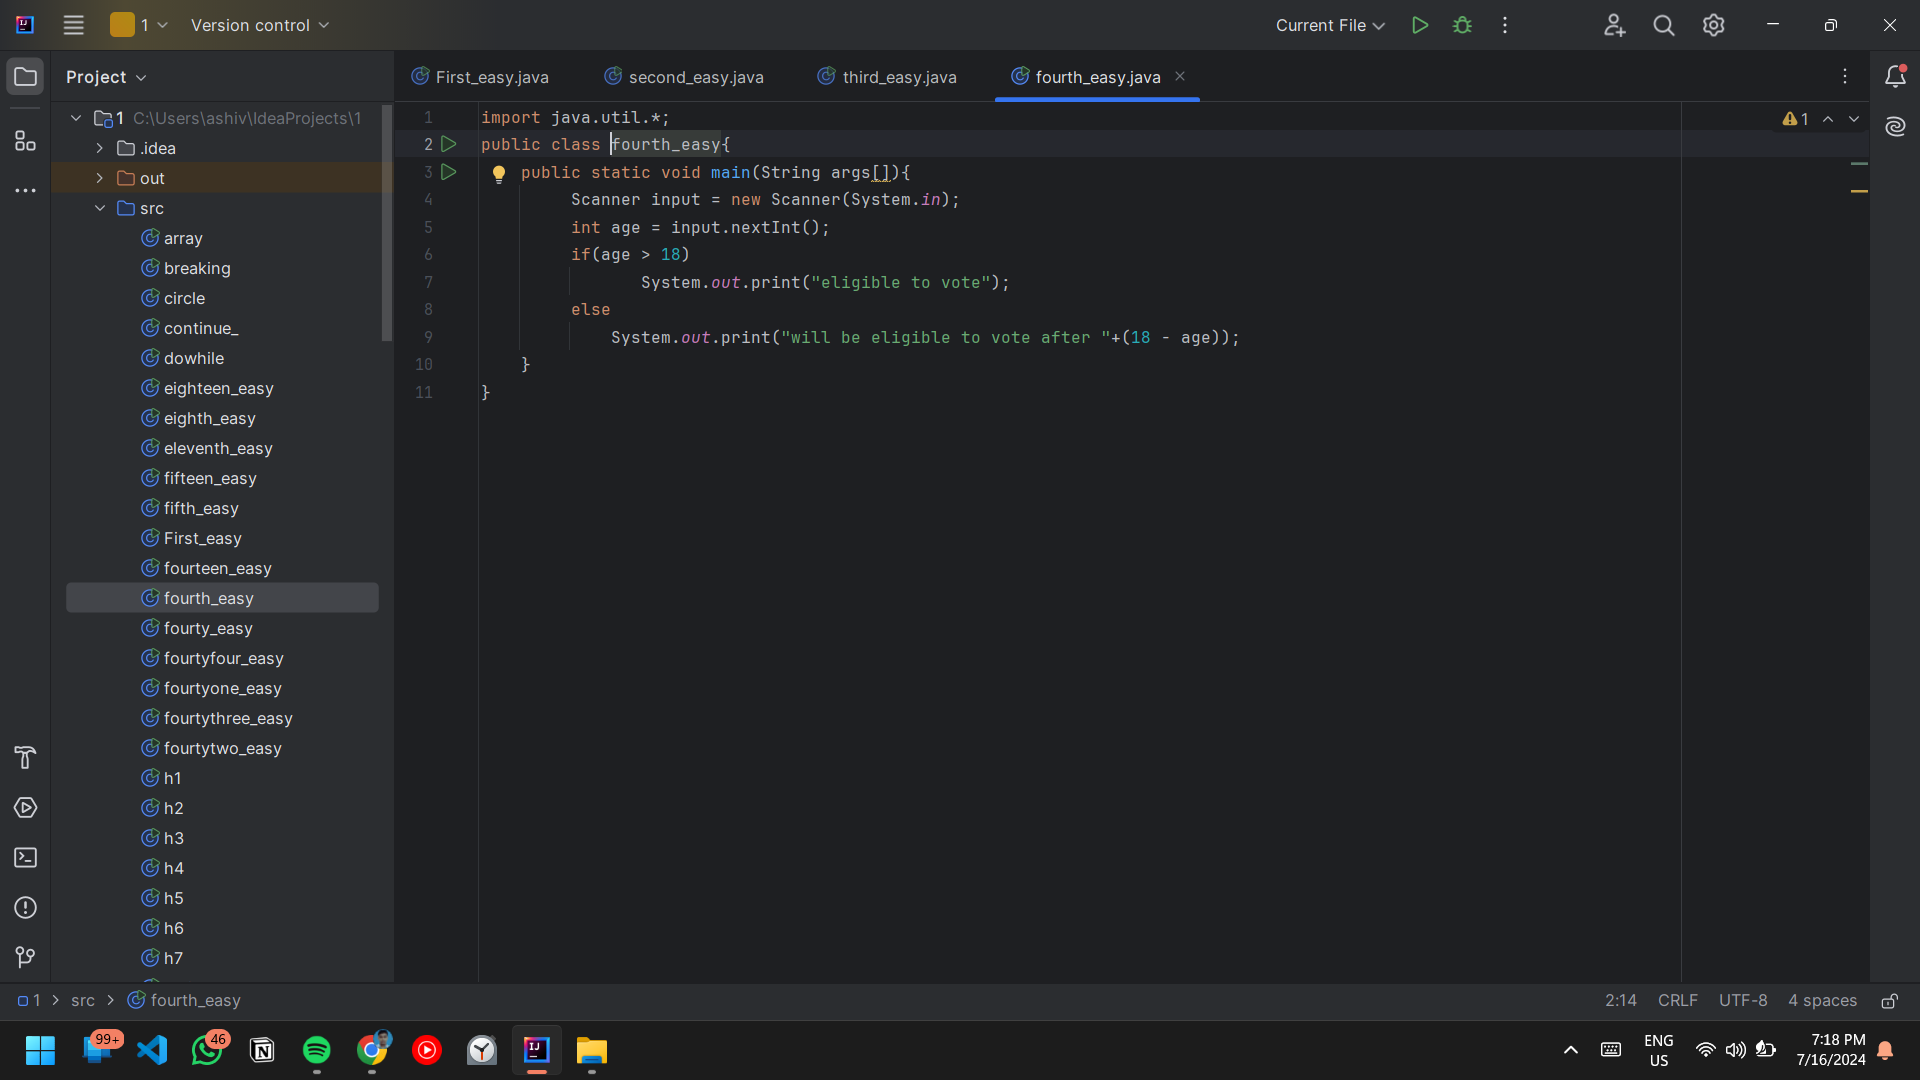 1
Version control
Current File
Project
First_easy.java
second_easy.java
third_easy.java
fourth_easy.java
1 C:\Users\ashiv\IdeaProjects\1
.idea
out
src
array
breaking
circle
continue_
dowhile
eighteen_easy
eighth_easy
eleventh_easy
fifteen_easy
fifth_easy
First_easy
fourteen_easy
fourth_easy
fourty_easy
fourtyfour_easy
fourtyone_easy
fourtythree_easy
fourtytwo_easy
h1
h2
h3
h4
h5
h6
h7
1 import java.util.*;
2 public class fourth_easy{
3 public static void main(String args[]){
4 Scanner input = new Scanner(System.in);
5 int age = input.nextInt();
6 if(age > 18)
7 System.out.print("eligible to vote");
8 else
9 System.out.print("will be eligible to vote after "+(18 - age));
10 }
11 }
1
1 > src > fourth_easy
2:14 CRLF UTF-8 4 spaces
99+
46
ENG
US
7:18 PM
7/16/2024